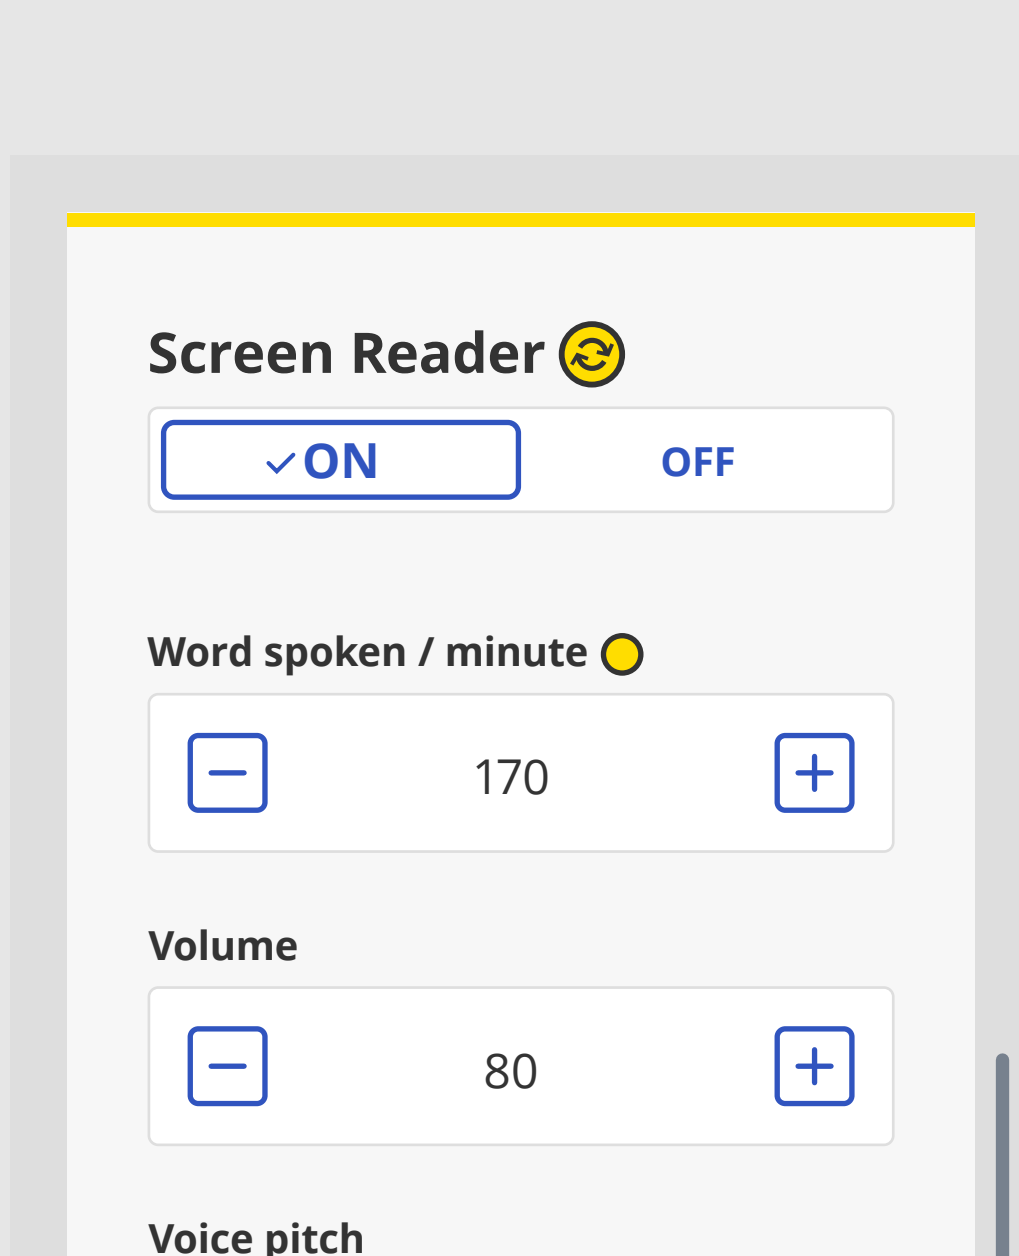 Screen Reader
ON OFF
Word spoken / minute
170
Volume
80
Voice pitch